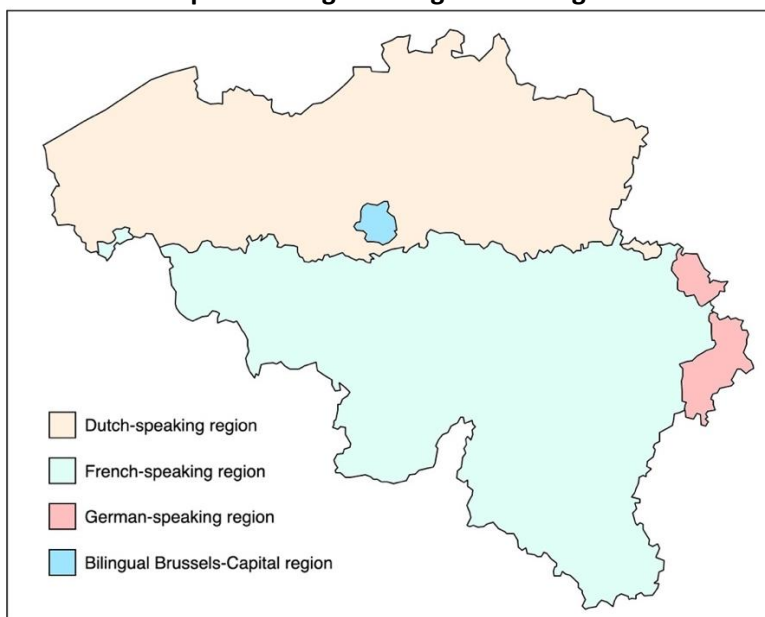 Dutch-speaking region
French-speaking region
German-speaking region
Bilingual Brussels-Capital region